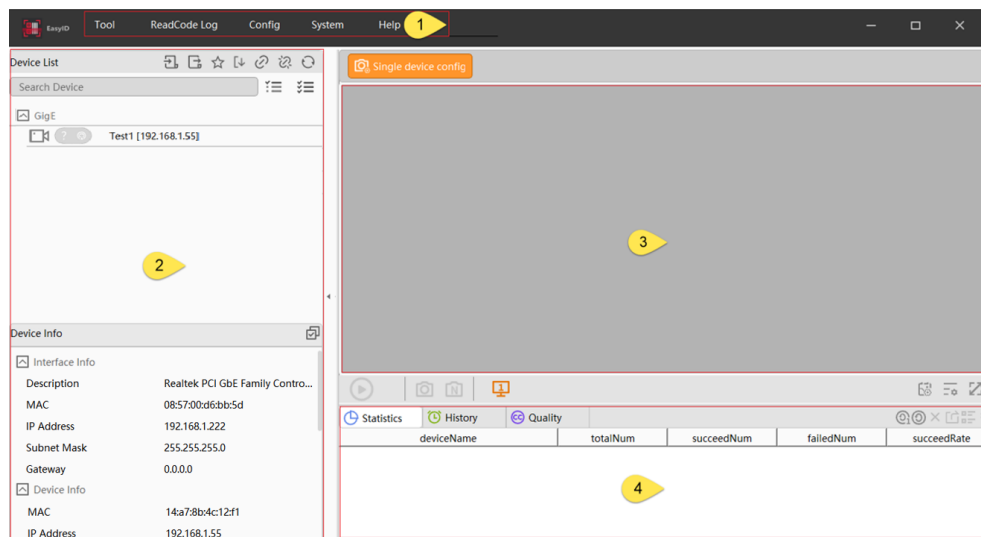 EasyID Tool ReadCode Log Config System Help 1
Device List
Single device config
Search Device
GigE
? Test1 [192.168.1.55]
2
3
Device Info
Interface Info
Description Realtek PCI GbE Family Contro...
MAC 08:57:00:d6:bb:5d
IP Address 192.168.1.222
Subnet Mask 255.255.255.0
Gateway 0.0.0.0
Device Info
MAC 14:a7:8b:4c:12:f1
IP Address 192.168.1.55
N 1
Statistics History Quality
deviceName totalNum succeedNum failedNum succeedRate
4